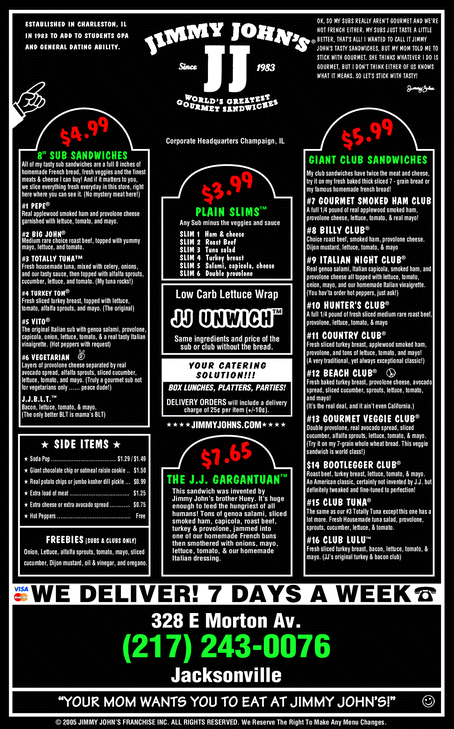 ESTABLISHED IN CHARLESTON, IL
IN 1983 TO ADD TO STUDENTS GPA
AND GENERAL DATING ABILITY.
JIMMY JOHN'S®
Since
JJ
1983
WORLD'S GREATEST
GOURMET SANDWICHES
Corporate Headquarters Champaign, IL
OK, SO MY SUBS REALLY AREN'T GOURMET AND WE'RE
NOT FRENCH EITHER. MY SUBS JUST TASTE A LITTLE
BETTER, THAT'S ALL! I WANTED TO CALL IT JIMMY
JOHN'S TASTY SANDWICHES, BUT MY MOM TOLD ME TO
STICK WITH GOURMET. SHE THINKS WHATEVER I DO IS
GOURMET, BUT I DON'T THINK EITHER OF US KNOWS
WHAT IT MEANS. SO LET'S STICK WITH TASTY!
Jimmy John
$4.99
8" SUB SANDWICHES
All of my tasty sub sandwiches are a full 8 inches of
homemade French bread, fresh veggies and the finest
meats & cheese I can buy! And if it matters to you,
we slice everything fresh everyday in this store, right
here where you can see it. (No mystery meat here!)
#1 PEPE®
Real applewood smoked ham and provolone cheese
garnished with lettuce, tomato, and mayo.
#2 BIG JOHN®
Medium rare choice roast beef, topped with yummy
mayo, lettuce, and tomato.
#3 TOTALLY TUNA™
Fresh housemade tuna, mixed with celery, onions,
and our tasty sauce, then topped with alfalfa sprouts,
cucumber, lettuce, and tomato. (My tuna rocks!)
#4 TURKEY TOM®
Fresh sliced turkey breast, topped with lettuce,
tomato, alfalfa sprouts, and mayo. (The original)
#5 VITO®
The original Italian sub with genoa salami, provolone,
capicola, onion, lettuce, tomato, & a real tasty Italian
vinaigrette. (Hot peppers with request)
#6 VEGETARIAN
Layers of provolone cheese separated by real
avocado spread, alfalfa sprouts, sliced cucumber,
lettuce, tomato, and mayo. (Truly a gourmet sub not
for vegetarians only ...... peace dude!)
J.J.B.L.T.™
Bacon, lettuce, tomato, & mayo.
(The only better BLT is mama's BLT)
★ SIDE ITEMS ★
★ Soda Pop ........ $1.29 / $1.49
★ Giant chocolate chip or oatmeal raisin cookie .. $1.50
★ Real potato chips or jumbo kosher dill pickle .. $0.99
★ Extra load of meat ........ $1.25
★ Extra cheese or extra avocado spread ........ $0.75
★ Hot Peppers ........ Free
FREEBIES (SUBS & CLUBS ONLY)
Onion, Lettuce, alfalfa sprouts, tomato, mayo, sliced
cucumber, Dijon mustard, oil & vinegar, and oregano.
$3.99
PLAIN SLIMS™
Any Sub minus the veggies and sauce
SLIM 1 Ham & cheese
SLIM 2 Roast Beef
SLIM 3 Tuna salad
SLIM 4 Turkey breast
SLIM 5 Salami, capicola, cheese
SLIM 6 Double provolone
Low Carb Lettuce Wrap
JJ UNWICH™
Same ingredients and price of the
sub or club without the bread.
YOUR CATERING
SOLUTION!!!
BOX LUNCHES, PLATTERS, PARTIES!
DELIVERY ORDERS will include a delivery
charge of 25¢ per item (+/-10¢).
★★★★JIMMYJOHNS.COM★★★★
$7.65
THE J.J. GARGANTUAN™
This sandwich was invented by
Jimmy John's brother Huey. It's huge
enough to feed the hungriest of all
humans! Tons of genoa salami, sliced
smoked ham, capicola, roast beef,
turkey & provolone, jammed into
one of our homemade French buns
then smothered with onions, mayo,
lettuce, tomato, & our homemade
Italian dressing.
$5.99
GIANT CLUB SANDWICHES
My club sandwiches have twice the meat and cheese,
try it on my fresh baked thick sliced 7 - grain bread or
my famous homemade french bread!
#7 GOURMET SMOKED HAM CLUB
A full 1/4 pound of real applewood smoked ham,
provolone cheese, lettuce, tomato, & real mayo!
#8 BILLY CLUB®
Choice roast beef, smoked ham, provolone cheese,
Dijon mustard, lettuce, tomato, & mayo.
#9 ITALIAN NIGHT CLUB®
Real genoa salami, Italian capicola, smoked ham, and
provolone cheese all topped with lettuce, tomato,
onion, mayo, and our homemade Italian vinaigrette.
(You hav'ta order hot peppers, just ask!)
#10 HUNTER'S CLUB®
A full 1/4 pound of fresh sliced medium rare roast beef,
provolone, lettuce, tomato, & mayo
#11 COUNTRY CLUB®
Fresh sliced turkey breast, applewood smoked ham,
provolone, and tons of lettuce, tomato, and mayo!
(A very traditional, yet always exceptional classic!)
#12 BEACH CLUB®
Fresh baked turkey breast, provolone cheese, avocado
spread, sliced cucumber, sprouts, lettuce, tomato,
and mayo!
(It's the real deal, and it ain't even California.)
#13 GOURMET VEGGIE CLUB®
Double provolone, real avocado spread, sliced
cucumber, alfalfa sprouts, lettuce, tomato, & mayo.
(Try it on my 7-grain whole wheat bread. This veggie
sandwich is world class!)
#14 BOOTLEGGER CLUB®
Roast beef, turkey breast, lettuce, tomato, & mayo.
An American classic, certainly not invented by J.J. but
definitely tweaked and fine-tuned to perfection!
#15 CLUB TUNA®
The same as our #3 Totally Tuna except this one has a
lot more. Fresh Housemade tuna salad, provolone,
sprouts, cucumber, lettuce, & tomato.
#16 CLUB LULU™
Fresh sliced turkey breast, bacon, lettuce, tomato, &
mayo. (JJ's original turkey & bacon club)
VISA
WE DELIVER! 7 DAYS A WEEK
328 E Morton Av.
(217) 243-0076
Jacksonville
"YOUR MOM WANTS YOU TO EAT AT JIMMY JOHN'S!"
© 2005 JIMMY JOHN'S FRANCHISE INC. ALL RIGHTS RESERVED. We Reserve The Right To Make Any Menu Changes.